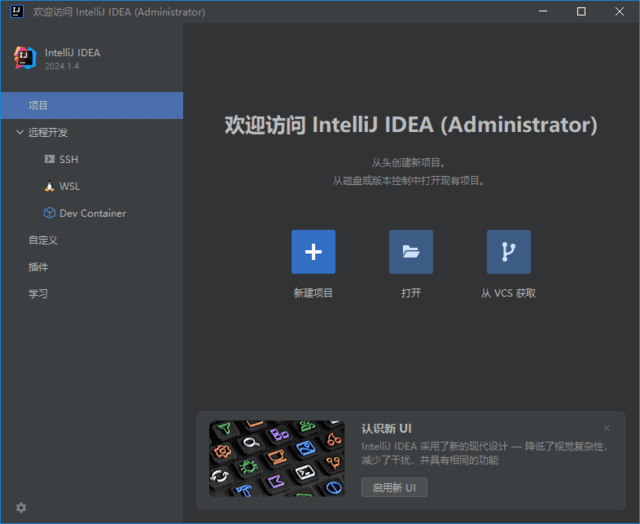 欢迎访问 IntelliJ IDEA (Administrator)
IntelliJ IDEA
2024.1.4
项目
远程开发
SSH
WSL
Dev Container
自定义
插件
学习
欢迎访问 IntelliJ IDEA (Administrator)
从头创建新项目。
从磁盘或版本控制中打开现有项目。
新建项目
打开
从 VCS 获取
认识新 UI
IntelliJ IDEA 采用了新的现代设计 — 降低了视觉复杂性，
减少了干扰，并具有相同的功能
启用新 UI